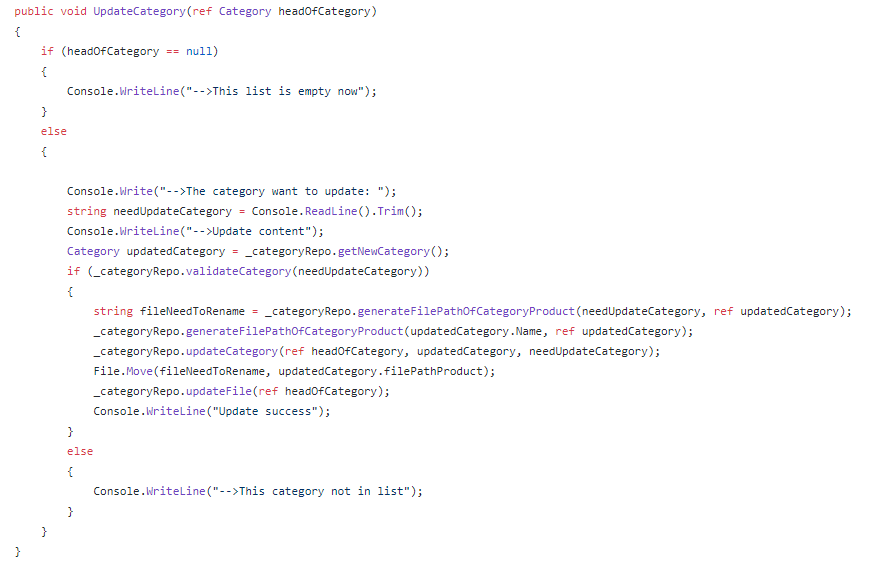 public void UpdateCategory(ref Category headOfCategory)
{
    if (headOfCategory == null)
    {
        Console.WriteLine("-->This list is empty now");
    }
    else
    {

        Console.Write("-->The category want to update: ");
        string needUpdateCategory = Console.ReadLine().Trim();
        Console.WriteLine("-->Update content");
        Category updatedCategory = _categoryRepo.getNewCategory();
        if (_categoryRepo.validateCategory(needUpdateCategory))
        {
            string fileNeedToRename = _categoryRepo.generateFilePathOfCategoryProduct(needUpdateCategory, ref updatedCategory);
            _categoryRepo.generateFilePathOfCategoryProduct(updatedCategory.Name, ref updatedCategory);
            _categoryRepo.updateCategory(ref headOfCategory, updatedCategory, needUpdateCategory);
            File.Move(fileNeedToRename, updatedCategory.filePathProduct);
            _categoryRepo.updateFile(ref headOfCategory);
            Console.WriteLine("Update success");
        }
        else
        {
            Console.WriteLine("-->This category not in list");
        }
    }
}